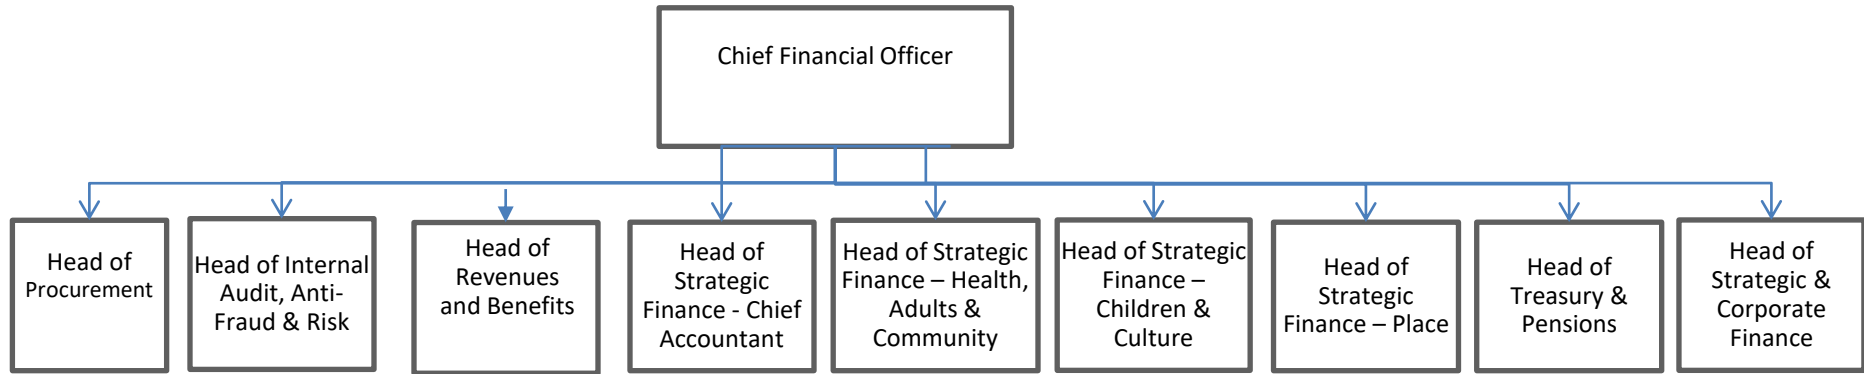 Chief Financial Officer
Head of
Procurement
Head of Internal
Audit, Anti-
Fraud & Risk
Head of
Revenues
and Benefits
Head of
Strategic
Finance - Chief
Accountant
Head of Strategic
Finance – Health,
Adults &
Community
Head of Strategic
Finance –
Children &
Culture
Head of
Strategic
Finance – Place
Head of
Treasury &
Pensions
Head of
Strategic &
Corporate
Finance